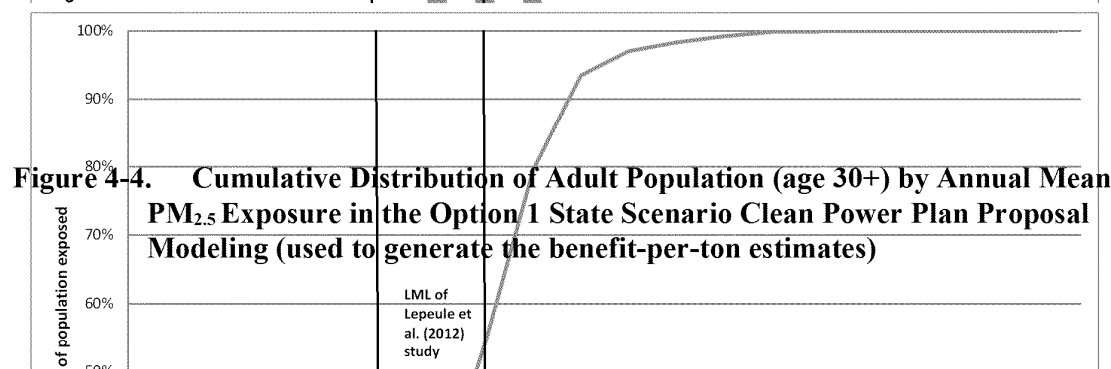 100%
90%
80%
Figure 4-4. Cumulative Distribution of Adult Population (age 30+) by Annual Mean
PM2.5 Exposure in the Option 1 State Scenario Clean Power Plan Proposal
70%
Modeling (used to generate the benefit-per-ton estimates)
60%
LML of
Lepeule et
al. (2012)
study
of population exposed